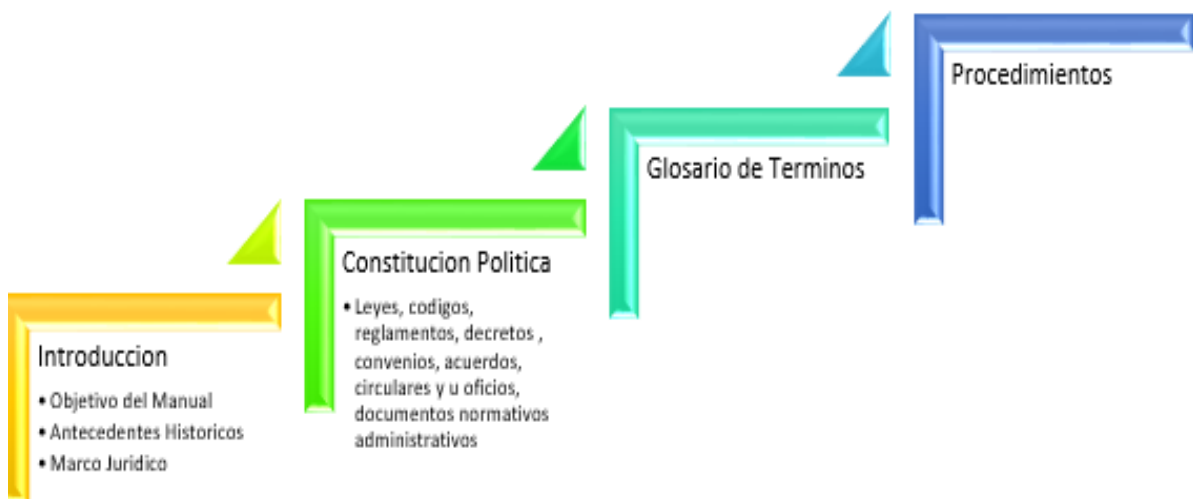 Introduccion
• Objetivo del Manual
• Antecedentes Historicos
• Marco Juridico
Constitucion Politica
• Leyes, codigos,
reglamentos, decretos ,
convenios, acuerdos,
circulares y u oficios,
documentos normativos
administrativos
Glosario de Terminos
Procedimientos